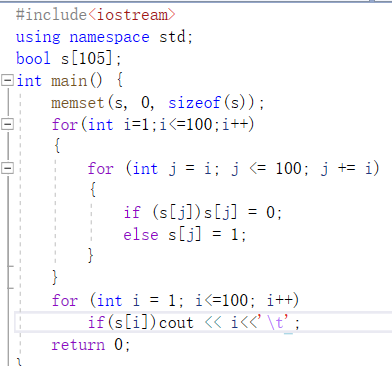 #include<iostream>
using namespace std;
bool s[105];
int main() {
memset(s, 0, sizeof(s));
for(int i=1;i<=100;i++)
{
for (int j = i; j <= 100; j += i)
{
if (s[j])s[j] = 0;
else s[j] = 1;
}
}
for (int i = 1; i<=100; i++)
if(s[i])cout << i<<'\t';
return 0;
}